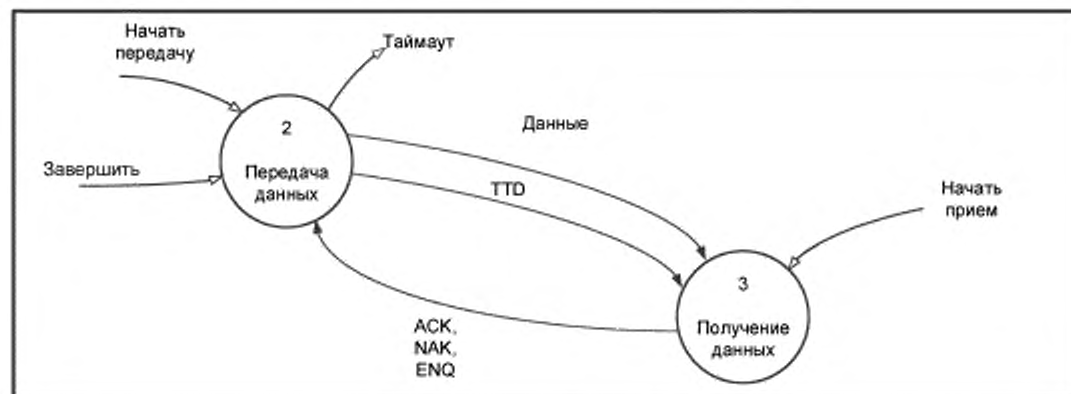 Начать
передачу
Таймаут
2
Данные
Завершить
Передача
данных
TTD
Начать
прием
3
ACK,
NAK,
ENQ
Получение
данных